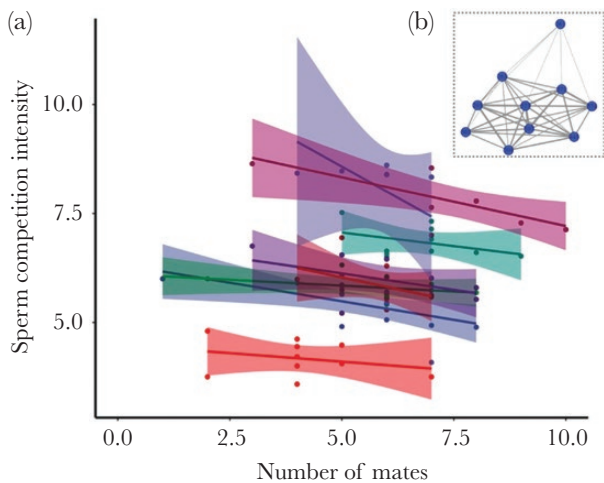 (a)
(b)
10.0
7.5
5.0
Sperm competition intensity
0.0
2.5
5.0
7.5
10.0
Number of mates